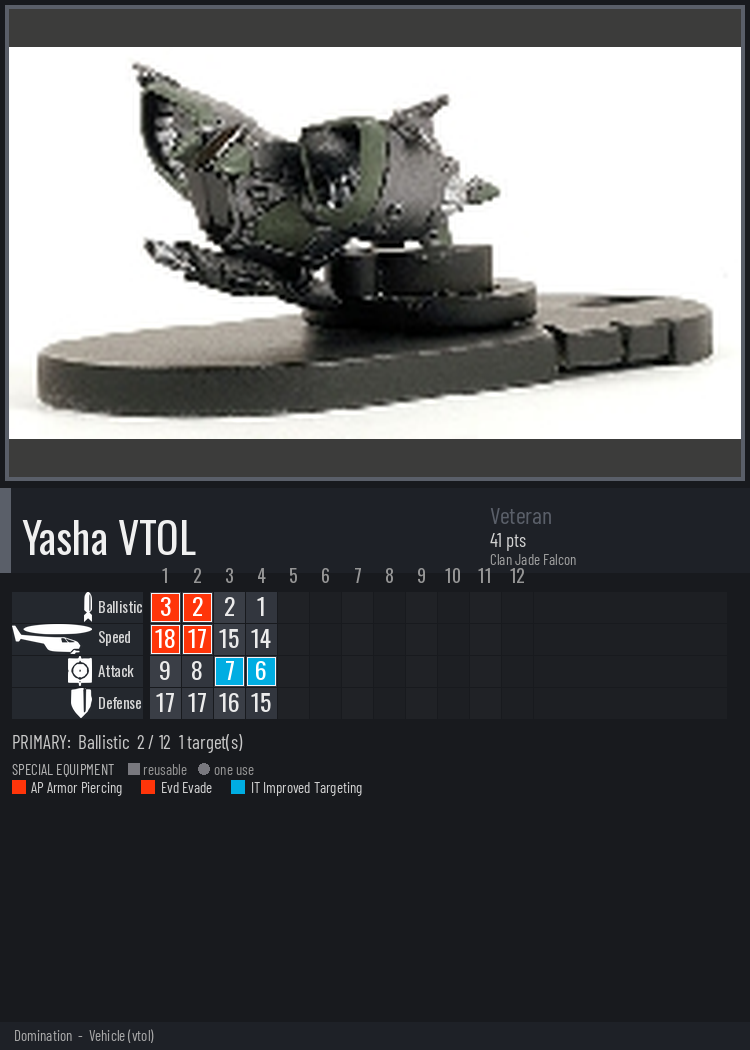 Yasha VTOL
Veteran
41 pts
Clan Jade Falcon
1 2 3 4 5 6 7 8 9 10 11 12
Ballistic 3 2 2 1
Speed 18 17 15 14
Attack 9 8 7 6
Defense 17 17 16 15
PRIMARY: Ballistic 2 / 12 1 target(s)
SPECIAL EQUIPMENT reusable one use
AP Armor Piercing Evd Evade IT Improved Targeting
Domination - Vehicle (vtol)